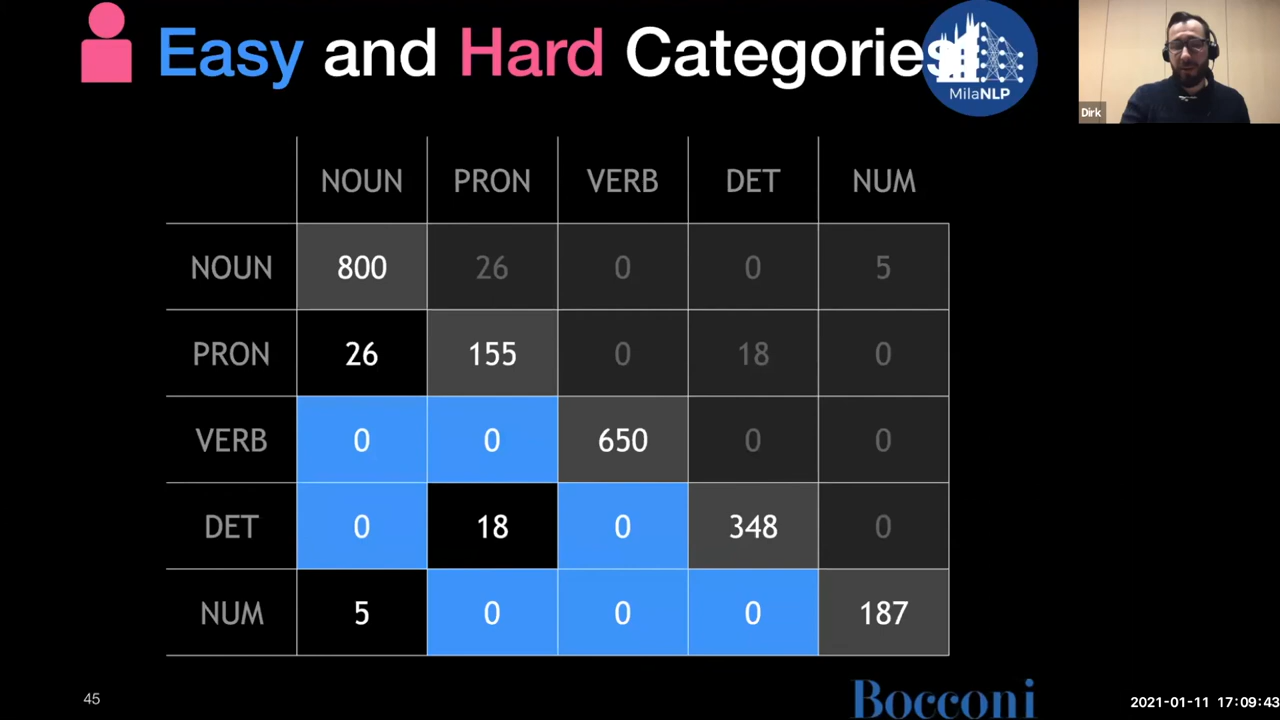 Easy and Hard Categories
MilaNLP
Dirk
NOUN PRON VERB DET NUM
NOUN 800 26 0 0 5
PRON 26 155 0 18 0
VERB 0 0 650 0 0
DET 0 18 0 348 0
NUM 5 0 0 0 187
45
Bocconi
2021-01-11 17:09:43